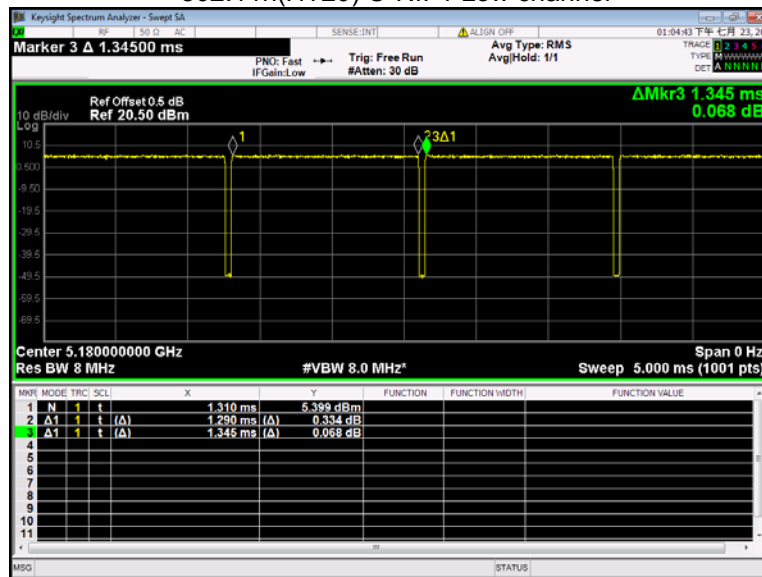 Keysight Spectrum Analyzer - Swept SA
RF 50 Ω AC SENSE:INT ALIGN OFF 01:04:43 下午 七月 23, 20
Marker 3 Δ 1.34500 ms
PNO: Fast Trig: Free Run Avg Type: RMS TRACE 1 2 3 4 5
IFGain:Low #Atten: 30 dB Avg|Hold: 1/1 TYPE M
DET A N N N N
ΔMkr3 1.345 ms
0.068 dB
Ref Offset 0.5 dB
10 dB/div Ref 20.50 dBm
Log
1 2 3Δ1
10.5
0.500
-9.50
-19.5
-29.5
-39.5
-49.5
-59.5
-69.5
Center 5.180000000 GHz Span 0 Hz
Res BW 8 MHz #VBW 8.0 MHz* Sweep 5.000 ms (1001 pts)
MKR MODE TRC SCL X Y FUNCTION FUNCTION WIDTH FUNCTION VALUE
1 N 1 t 1.310 ms 5.399 dBm
2 Δ1 1 t (Δ) 1.290 ms (Δ) 0.334 dB
3 Δ1 1 t (Δ) 1.345 ms (Δ) 0.068 dB
4
5
6
7
8
9
10
11
MSG STATUS